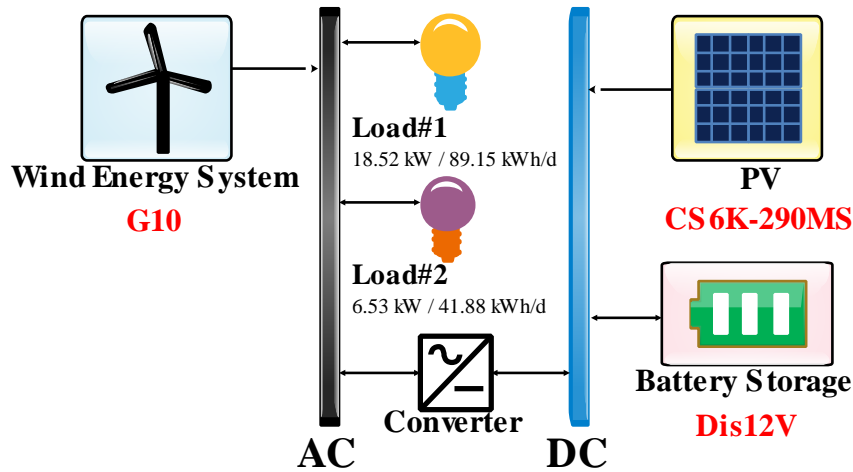 Load#1
18.52 kW / 89.15 kWh/d
Wind Energy System
G10
PV
CS6K-290MS
Load#2
6.53 kW / 41.88 kWh/d
Battery Storage
Dis12V
Converter
AC
DC